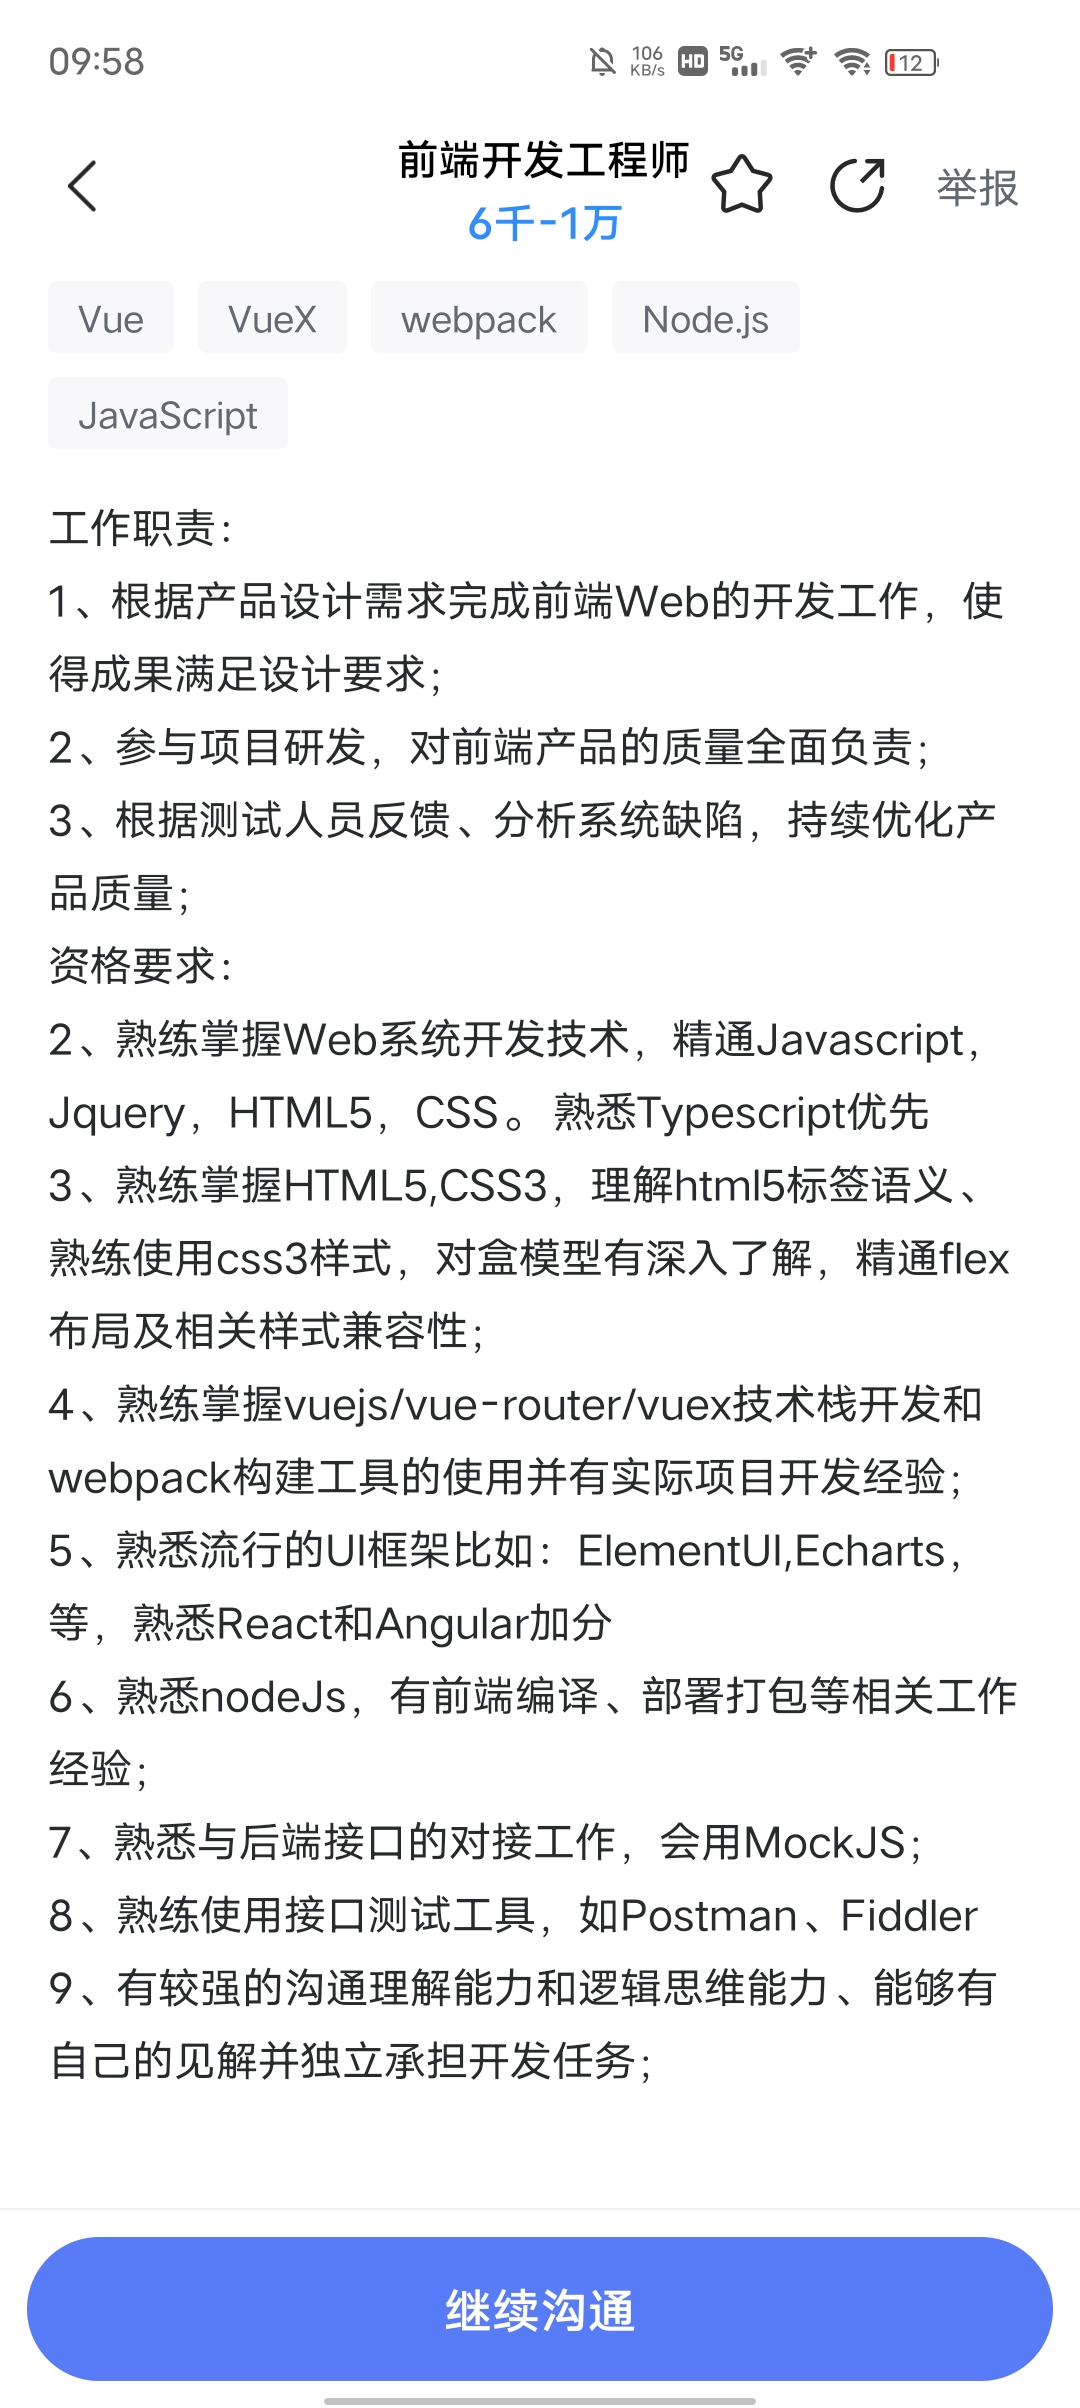 09:58
106
KB/s
HD
5G
12
前端开发工程师
举报
6千-1万
Vue
VueX
webpack
Node.js
JavaScript
工作职责：
1、根据产品设计需求完成前端Web的开发工作，使
得成果满足设计要求；
2、参与项目研发，对前端产品的质量全面负责；
3、根据测试人员反馈、分析系统缺陷，持续优化产
品质量；
资格要求：
2、熟练掌握Web系统开发技术，精通Javascript，
Jquery，HTML5，CSS。熟悉Typescript优先
3、熟练掌握HTML5,CSS3，理解html5标签语义、
熟练使用css3样式，对盒模型有深入了解，精通flex
布局及相关样式兼容性；
4、熟练掌握vuejs/vue-router/vuex技术栈开发和
webpack构建工具的使用并有实际项目开发经验；
5、熟悉流行的UI框架比如：ElementUI,Echarts，
等，熟悉React和Angular加分
6、熟悉nodeJs，有前端编译、部署打包等相关工作
经验；
7、熟悉与后端接口的对接工作，会用MockJS；
8、熟练使用接口测试工具，如Postman、Fiddler
9、有较强的沟通理解能力和逻辑思维能力、能够有
自己的见解并独立承担开发任务；
继续沟通